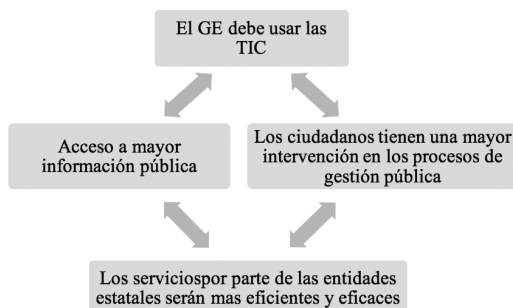 El GE debe usar las
TIC
Acceso a mayor
información pública
Los ciudadanos tienen una mayor
intervención en los procesos de
gestión pública
Los serviciospor parte de las entidades
estatales serán mas eficientes y eficaces